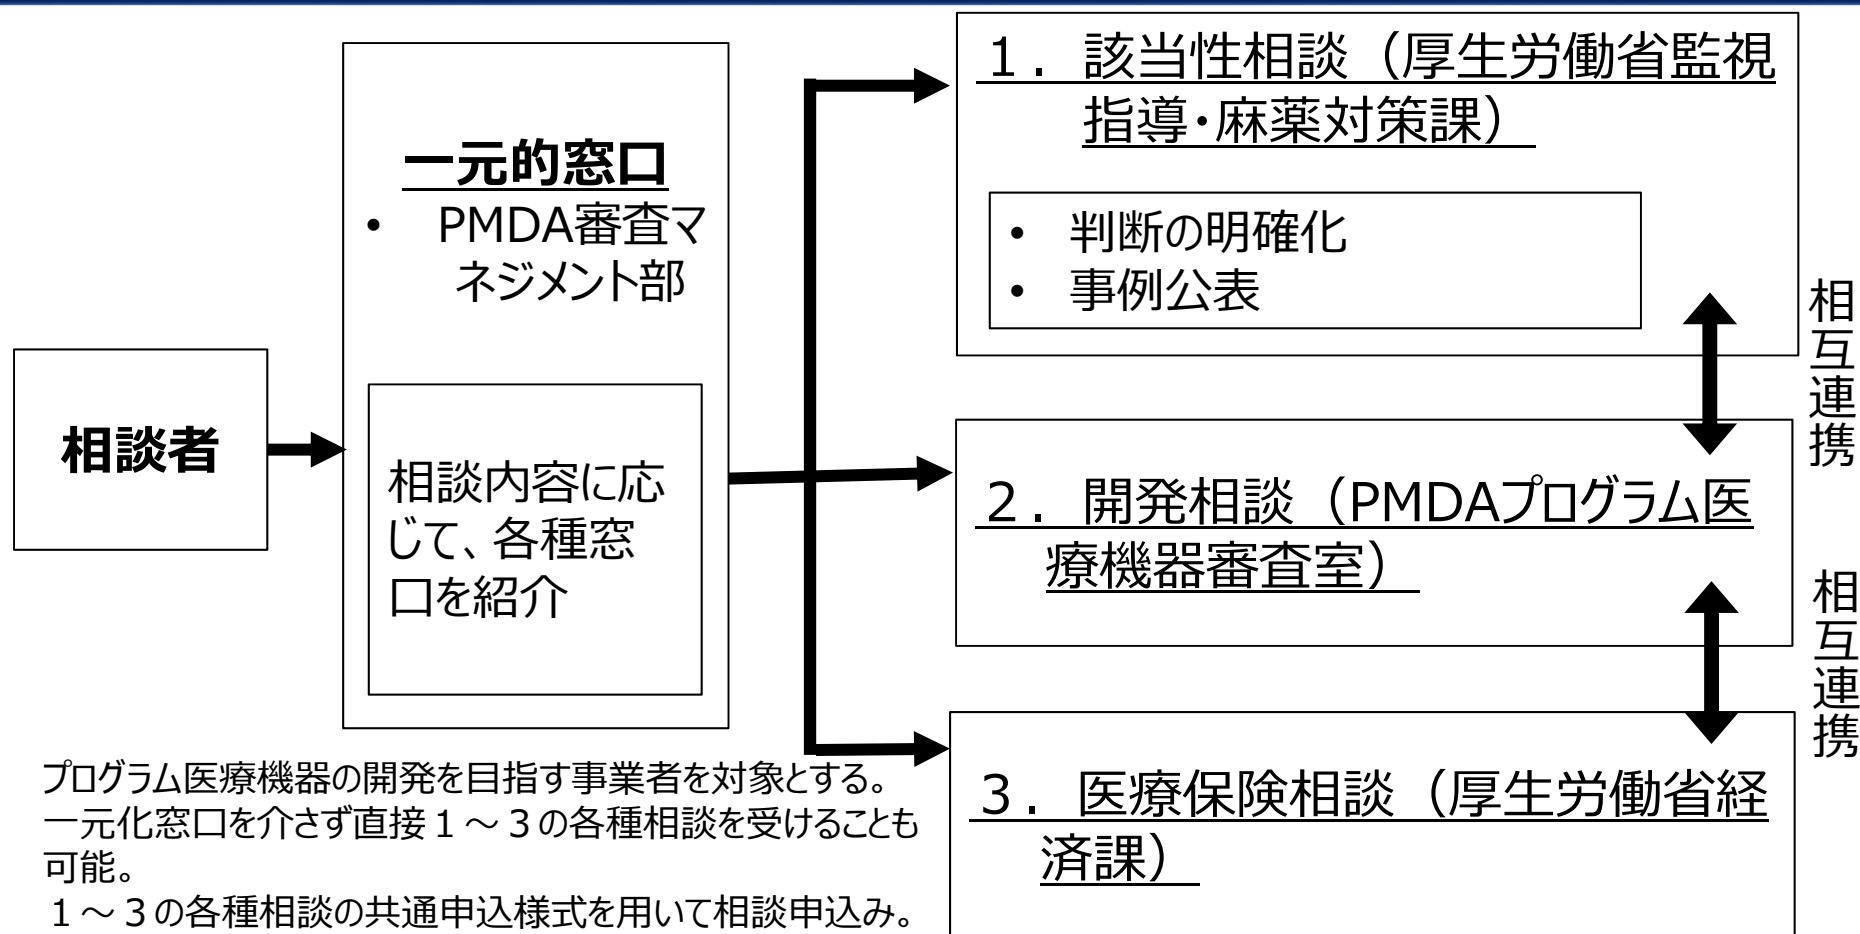 相談者
一元的窓口
• PMDA審査マ
ネジメント部
相談内容に応
じて、各種窓
口を紹介
１．該当性相談（厚生労働省監視
指導・麻薬対策課）
• 判断の明確化
• 事例公表
相互連携
２．開発相談（PMDAプログラム医
療機器審査室）
相互連携
３．医療保険相談（厚生労働省経
済課）
プログラム医療機器の開発を目指す事業者を対象とする。
一元化窓口を介さず直接１～３の各種相談を受けることも
可能。
１～３の各種相談の共通申込様式を用いて相談申込み。